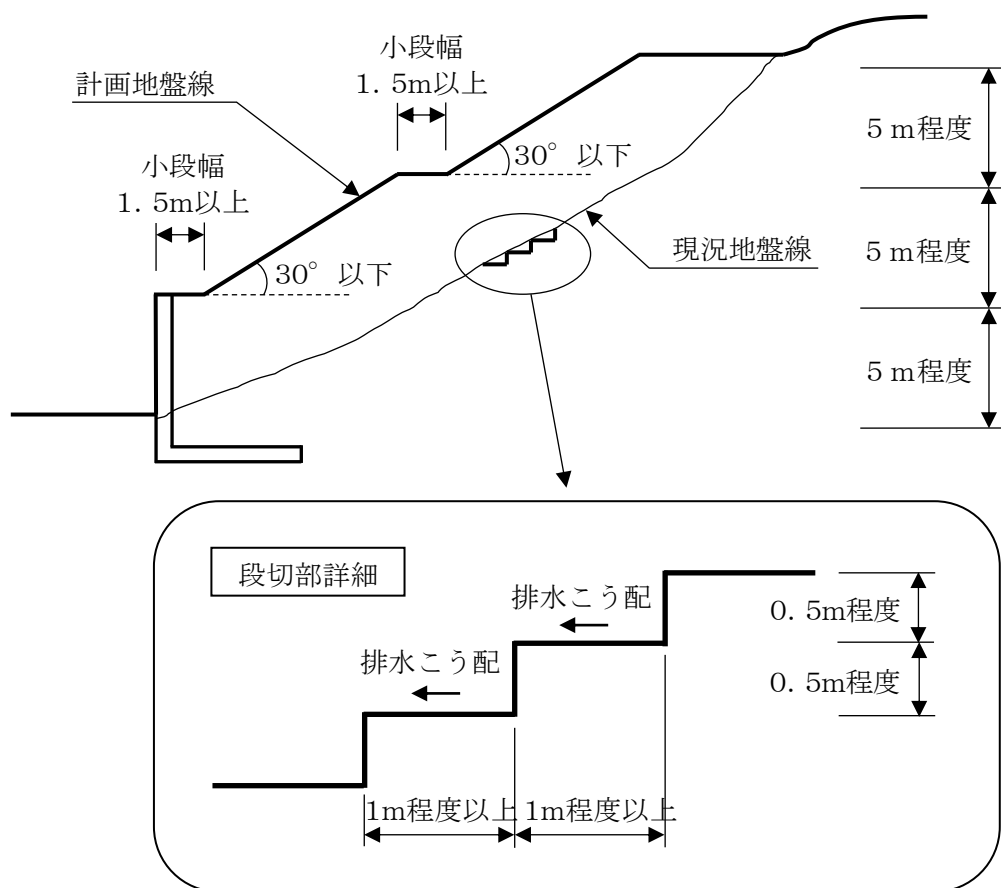 小段幅
1. 5m以上
計画地盤線
30° 以下
5 m程度
小段幅
1. 5m以上
30° 以下
現況地盤線
5 m程度
5 m程度
段切部詳細
排水こう配
0. 5m程度
排水こう配
0. 5m程度
1m程度以上
1m程度以上